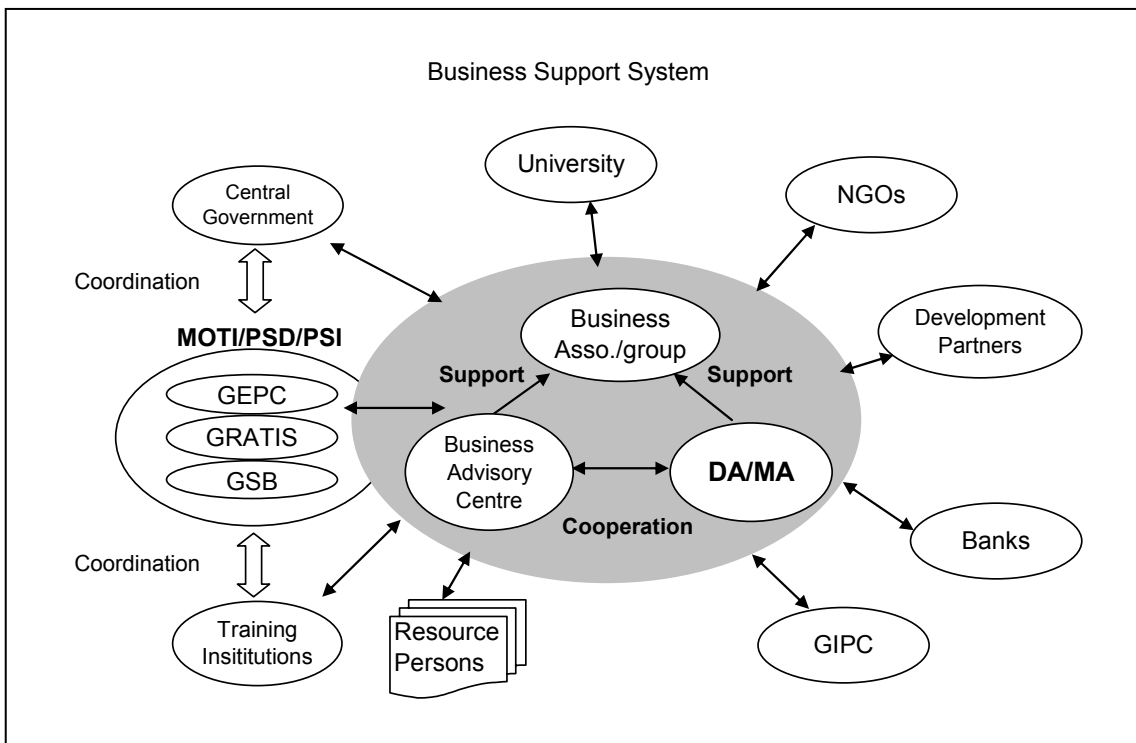 Business Support System
University
Central
Government
NGOs
Coordination
Business
Asso./group
Development
Partners
MOTI/PSD/PSI
Support
Support
GEPC
GRATIS
GSB
Business
Advisory
Centre
DA/MA
Cooperation
Banks
Coordination
Training
Insititutions
Resource
Persons
GIPC